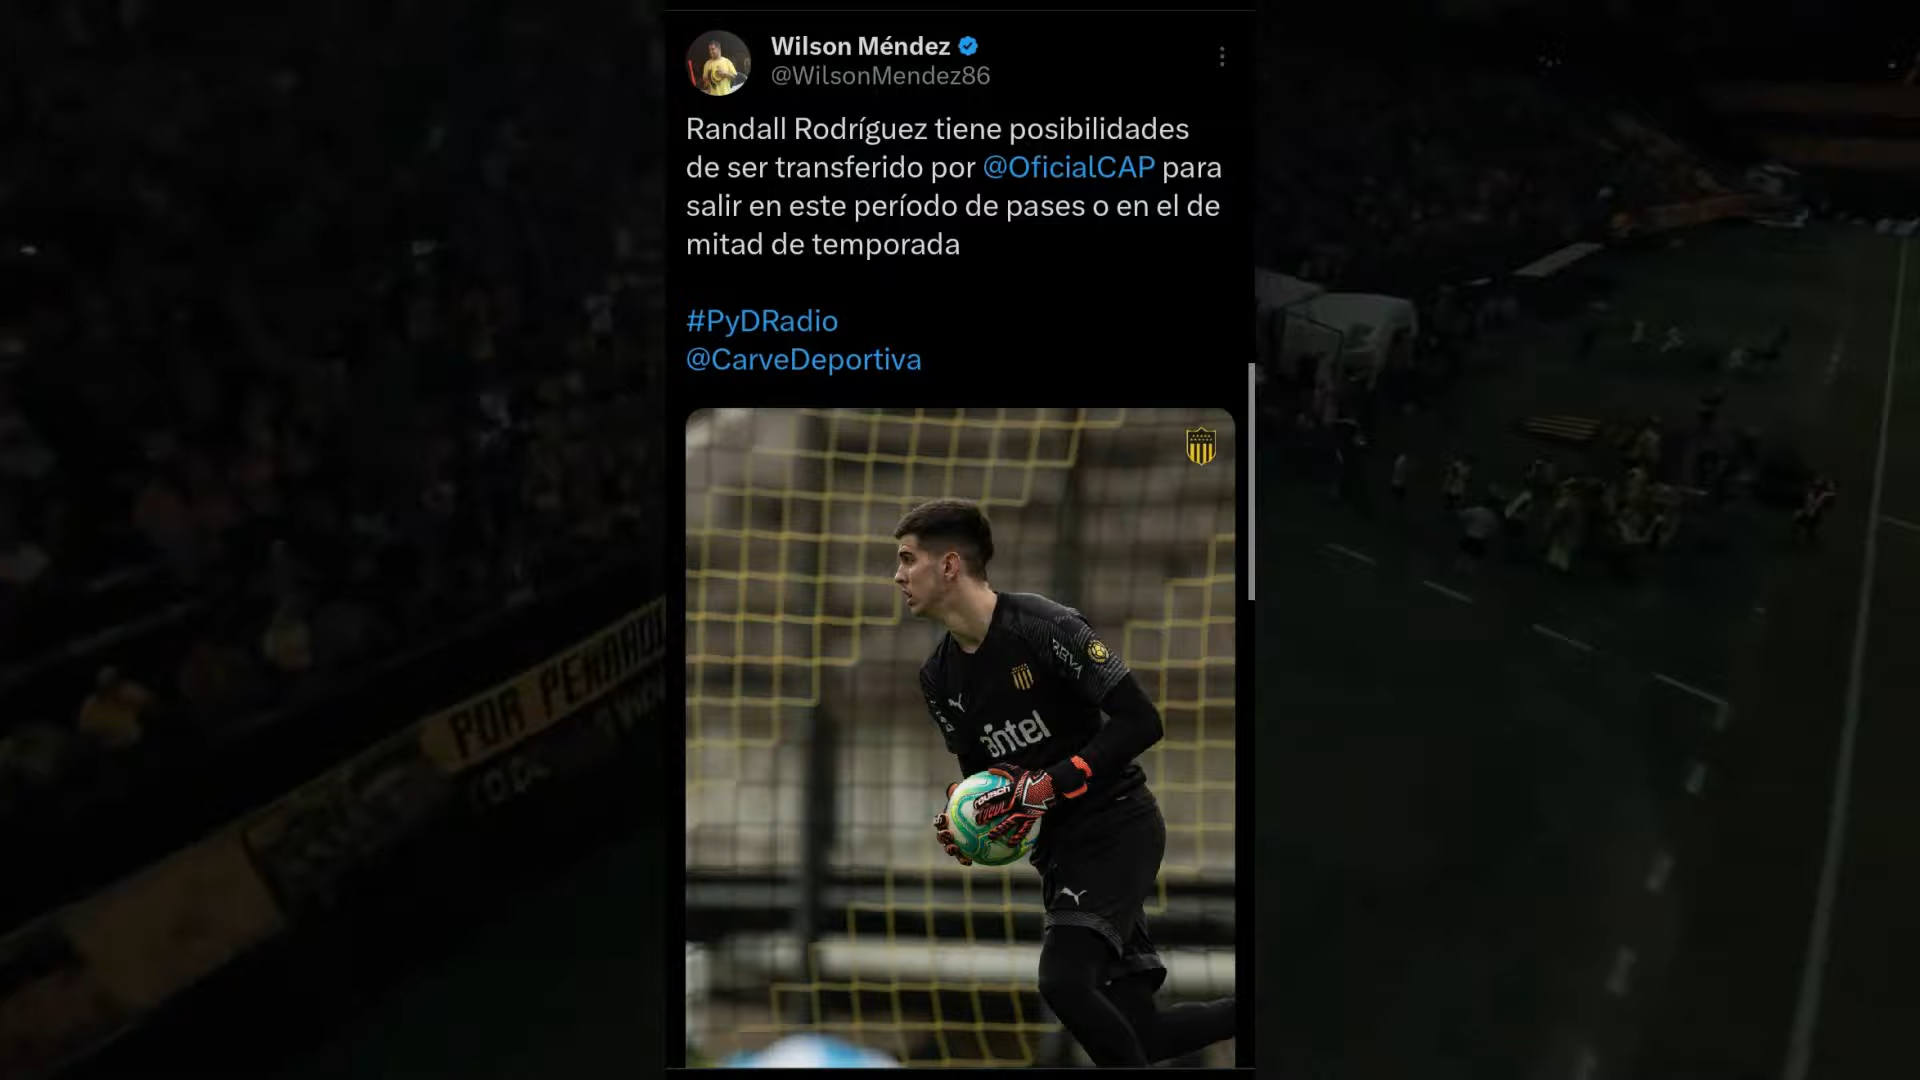 Wilson Méndez
@WilsonMendez86
Randall Rodríguez tiene posibilidades
de ser transferido por @OficialCAP para
salir en este período de pases o en el de
mitad de temporada
#PyDRadio
@CarveDeportiva
BBVA
antel
reusch
POR PEÑAROL